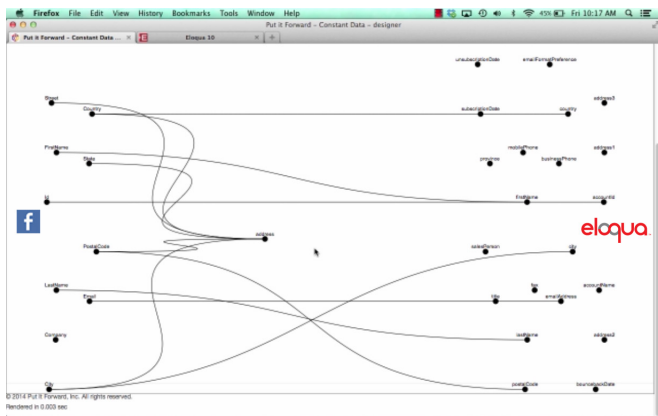 Firefox File Edit View History Bookmarks Tools Window Help 45% Fri 10:17 AM
Put It Forward – Constant Data – designer
Put It Forward – Constant Data ... × Eloqua 10 × +
unsubscriptionDate emailFormatPreference
Street address3
Country subscriptionDate country
FirstName mobilePhone address1
State province businessPhone
Id firstName accountId
f eloqua
address
PostalCode salesPerson city
LastName fax accountName
Email title emailAddress
Company lastName address2
City postalCode bouncebackDate
© 2014 Put It Forward, Inc. All rights reserved.
Rendered in 0.003 sec